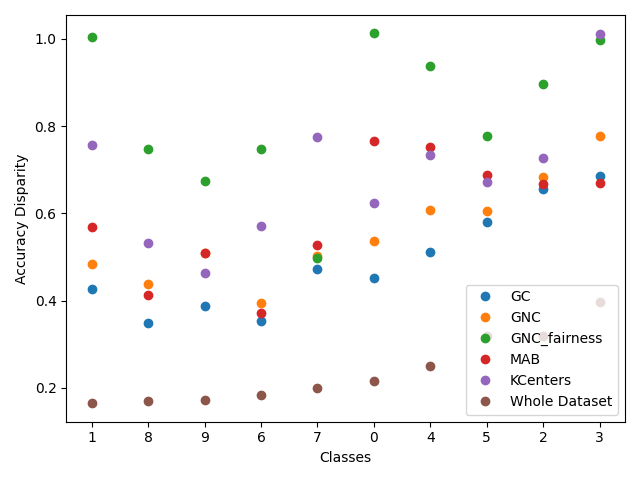 1.0
0.8
0.6
0.4
0.2
Accuracy Disparity
GC
GNC
GNC_fairness
MAB
KCenters
Whole Dataset
1 8 9 6 7 0 4 5 2 3
Classes